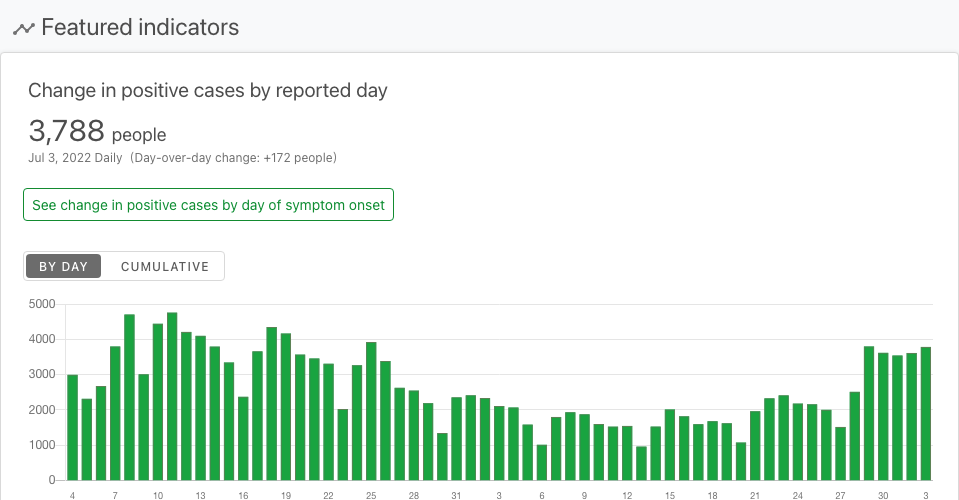 Featured indicators
Change in positive cases by reported day
3,788 people
Jul 3, 2022 Daily (Day-over-day change: +172 people)
See change in positive cases by day of symptom onset
BY DAY CUMULATIVE
5000
4000
3000
2000
1000
0
4 7 10 13 16 19 22 25 28 31 3 6 9 12 15 18 21 24 27 30 3